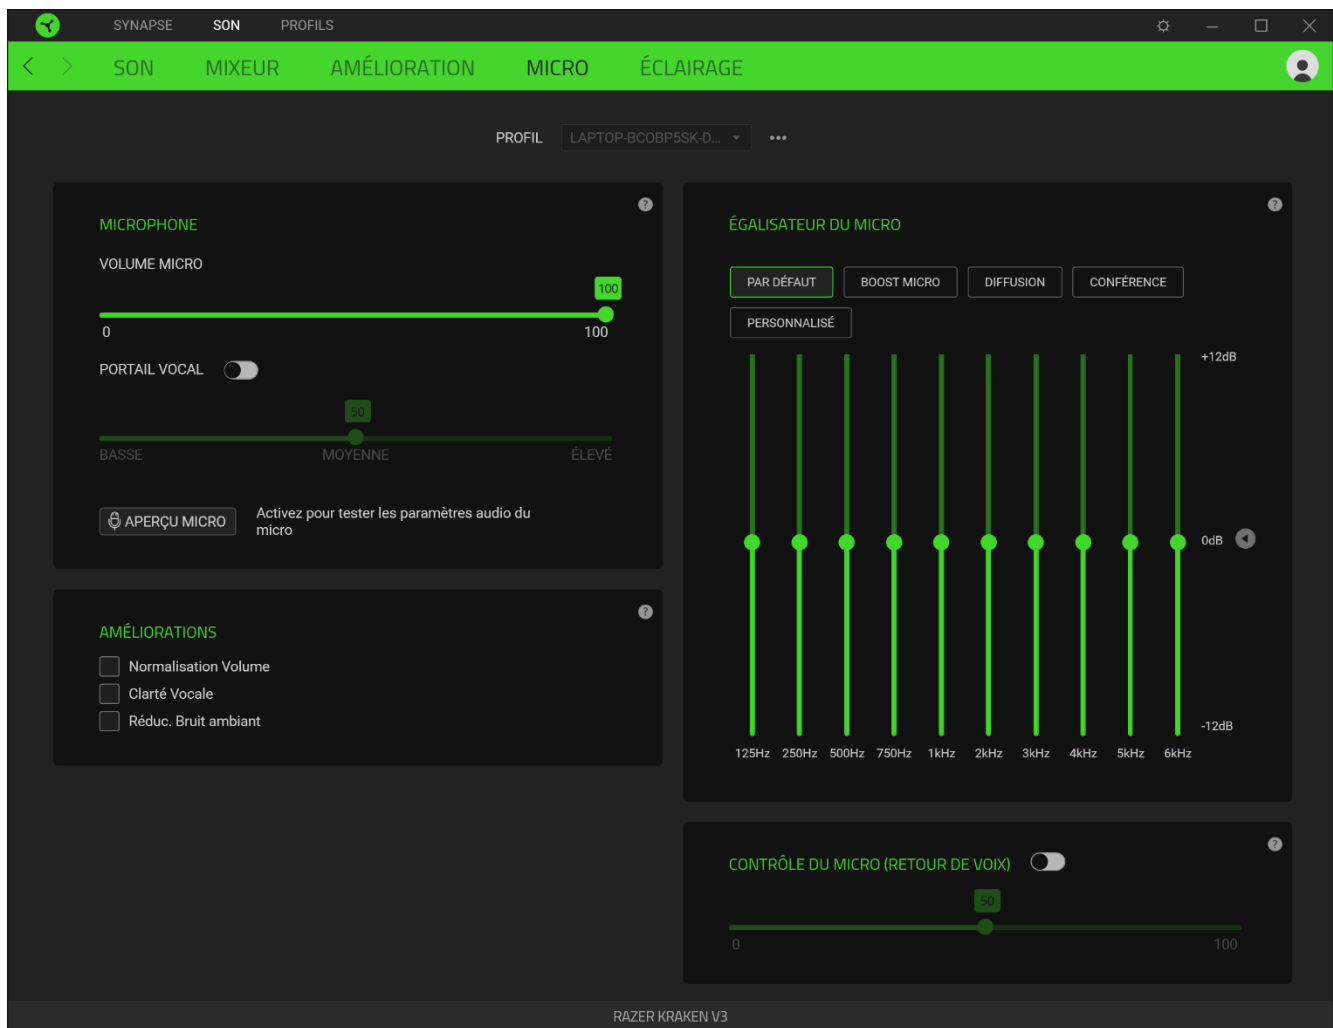 SYNAPSE SON PROFILS
SON MIXEUR AMÉLIORATION MICRO ÉCLAIRAGE
PROFIL LAPTOP-BCOBP5SK-D... •••
MICROPHONE
VOLUME MICRO
100
0 100
PORTAIL VOCAL
50
BASSE MOYENNE ÉLEVÉ
APERÇU MICRO
Activez pour tester les paramètres audio du
micro
AMÉLIORATIONS
Normalisation Volume
Clarté Vocale
Réduc. Bruit ambiant
ÉGALISATEUR DU MICRO
PAR DÉFAUT BOOST MICRO DIFFUSION CONFÉRENCE
PERSONNALISÉ
+12dB
0dB
-12dB
125Hz 250Hz 500Hz 750Hz 1kHz 2kHz 3kHz 4kHz 5kHz 6kHz
CONTRÔLE DU MICRO (RETOUR DE VOIX)
50
0 100
RAZER KRAKEN V3